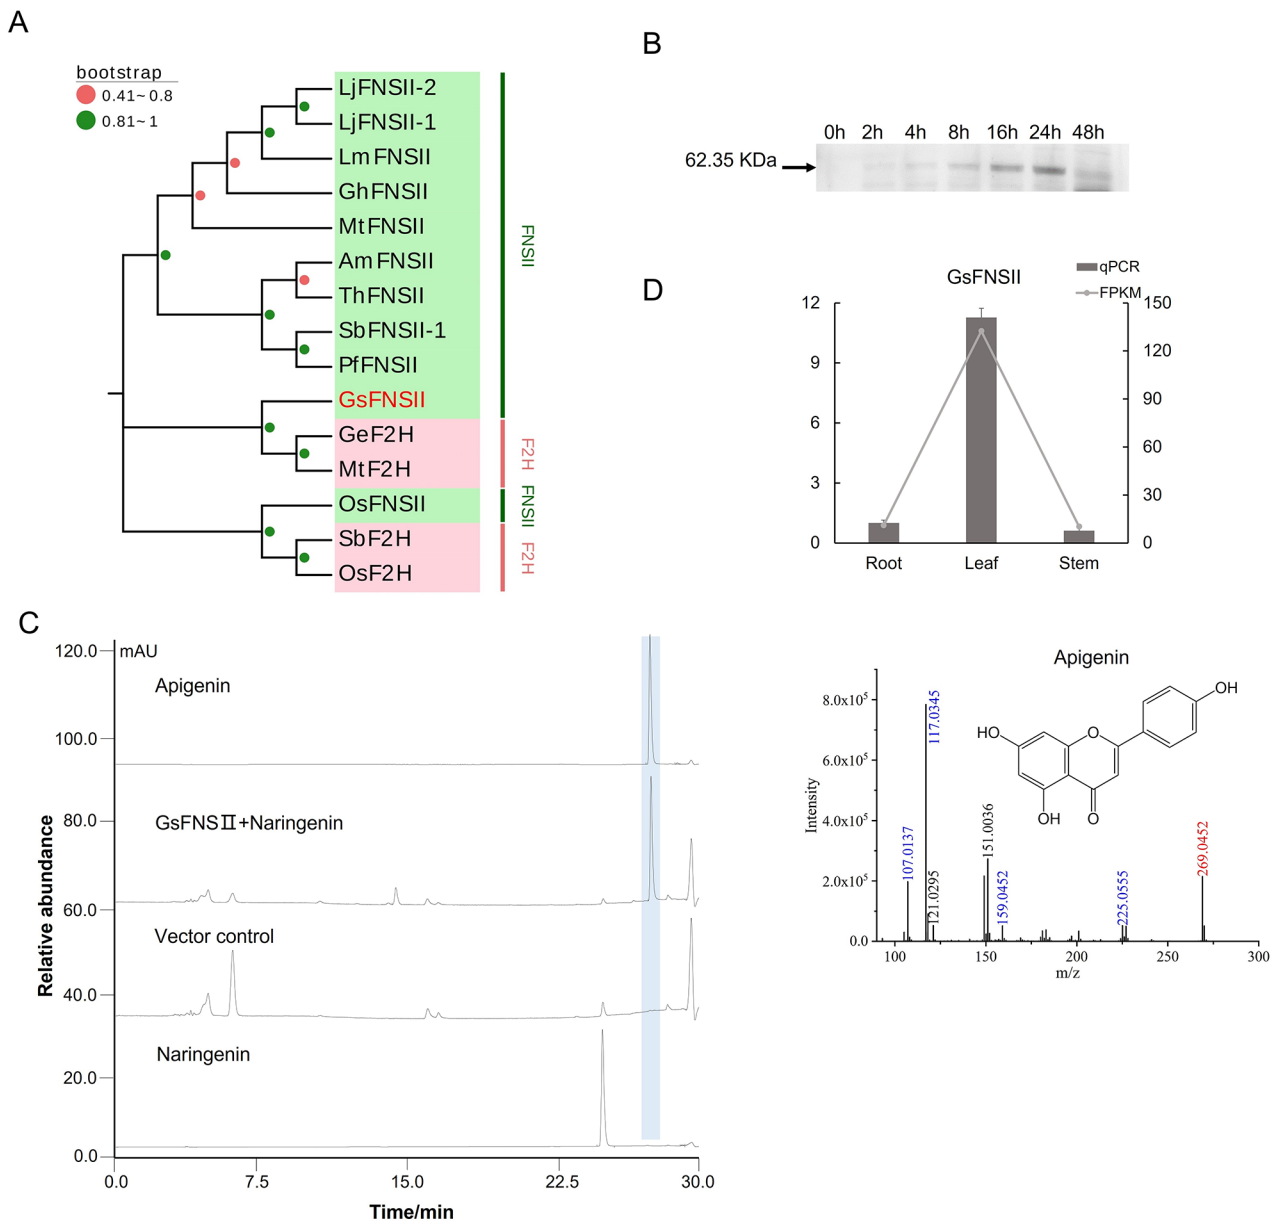 A
bootstrap
0.41~0.8
0.81~1
LjFNSII-2
LjFNSII-1
LmFNSII
GhFNSII
MtFNSII
AmFNSII
ThFNSII
SbFNSII-1
PfFNSII
GsFNSII
GeF2H
MtF2H
OsFNSII
SbF2H
OsF2H
FNSII
F2H
FNSII
F2H
B
0h 2h 4h 8h 16h 24h 48h
62.35 KDa
D
GsFNSII
qPCR
FPKM
12
9
6
3
0
150
120
90
60
30
0
Root Leaf Stem
C
120.0
100.0
80.0
60.0
40.0
20.0
0.0
mAU
Relative abundance
Apigenin
GsFNSⅡ+Naringenin
Vector control
Naringenin
0.0 7.5 15.0 22.5 30.0
Time/min
Apigenin
8.0x10⁵
6.0x10⁵
4.0x10⁵
2.0x10⁵
0.0
Intensity
107.0137
117.0345
121.0295
151.0036
159.0452
225.0555
269.0452
OH
HO
O
OH
O
100 150 200 250 300
m/z